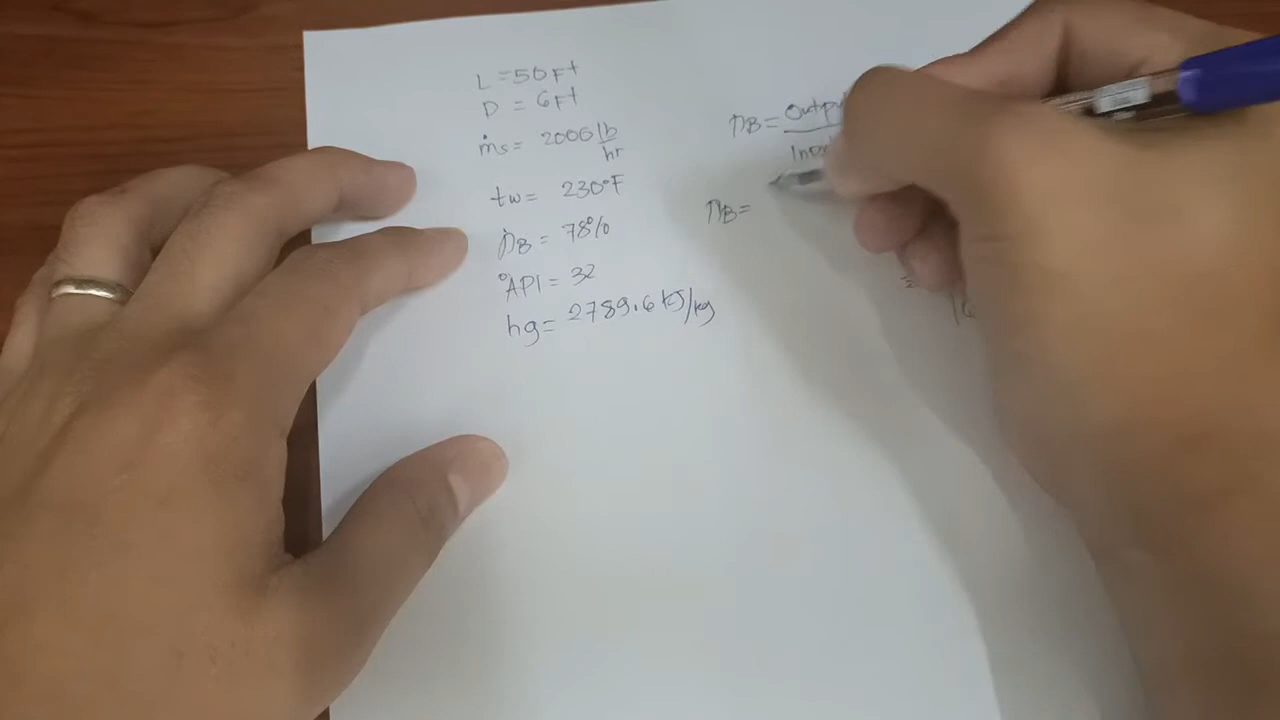 L = 50 Ft
D = 6 Ft
ṁs = 2000 lb/hr
tw = 230°F
ηB = 78%
°API = 32
hg = 2789.6 kJ/kg
ηB =
ηB =